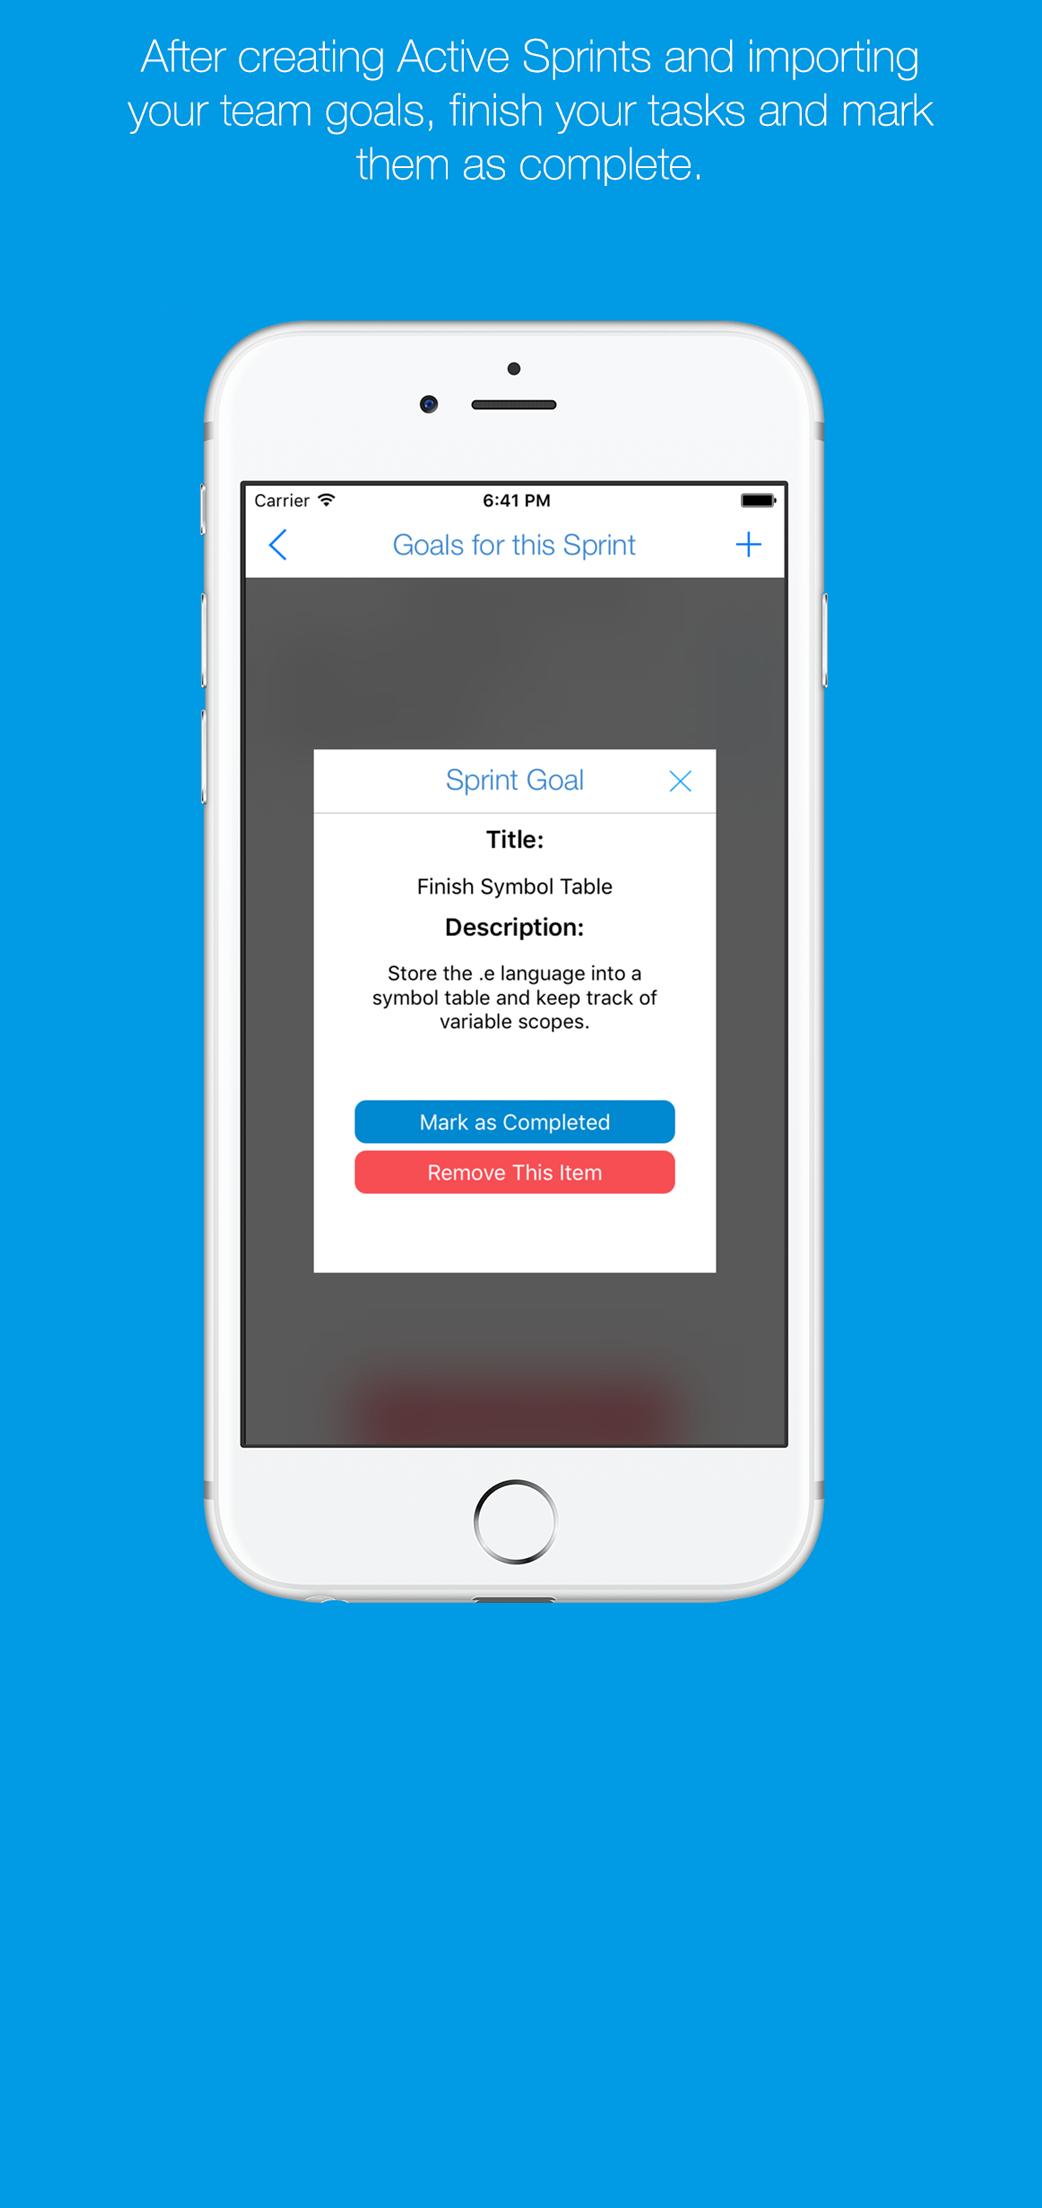 After creating Active Sprints and importing
your team goals, finish your tasks and mark
them as complete.
Carrier 6:41 PM
Goals for this Sprint
Sprint Goal
Title:
Finish Symbol Table
Description:
Store the .e language into a
symbol table and keep track of
variable scopes.
Mark as Completed
Remove This Item